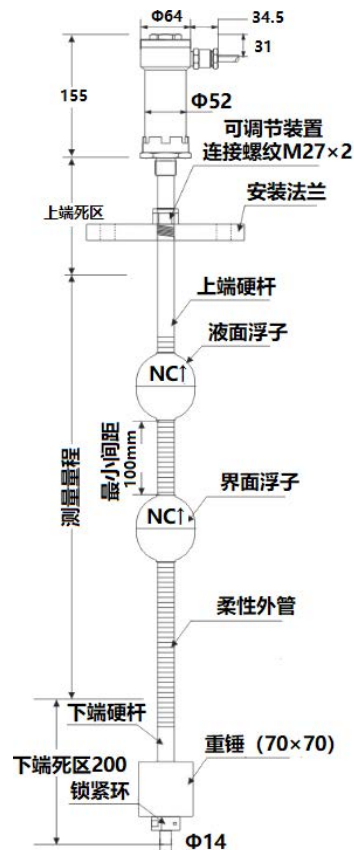 Φ64
34.5
31
155
Φ52
可调节装置
连接螺纹M27×2
上端死区
安装法兰
上端硬杆
液面浮子
NC↑
最小间距
100mm
测量量程
界面浮子
NC↑
柔性外管
下端硬杆
重锤（70×70）
下端死区200
锁紧环
Φ14